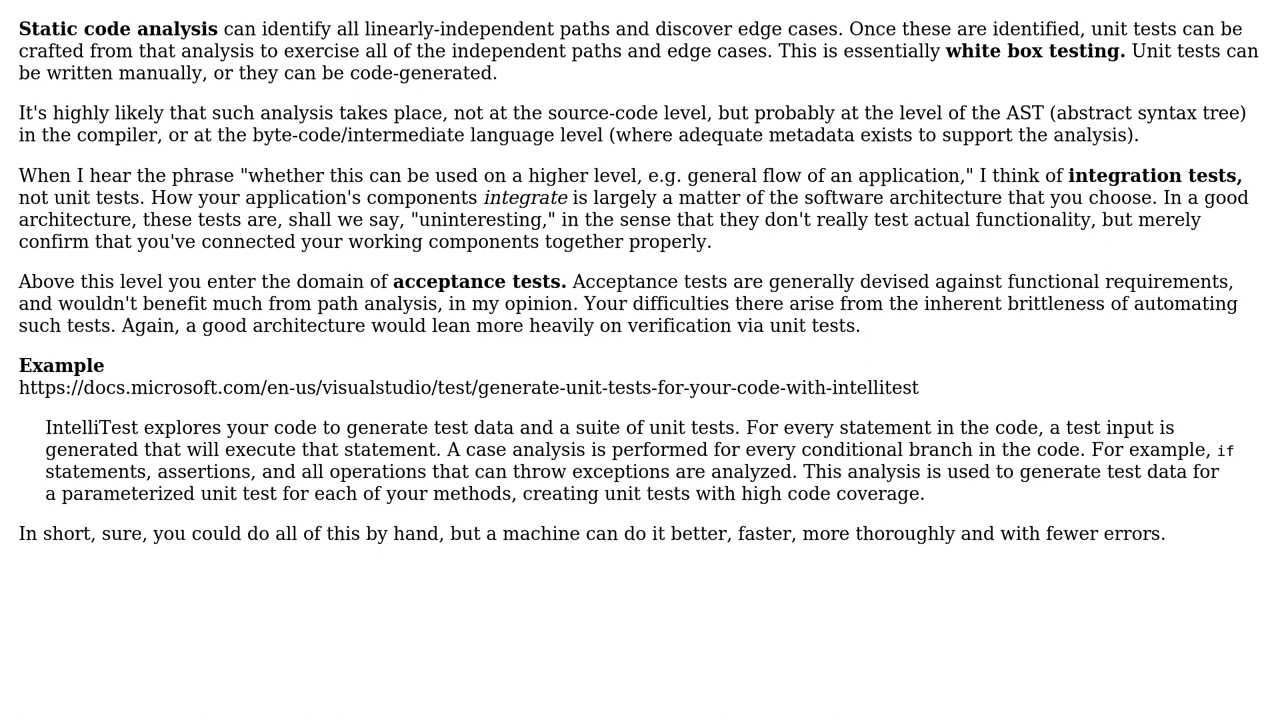 Static code analysis can identify all linearly-independent paths and discover edge cases. Once these are identified, unit tests can be
crafted from that analysis to exercise all of the independent paths and edge cases. This is essentially white box testing. Unit tests can
be written manually, or they can be code-generated.
It's highly likely that such analysis takes place, not at the source-code level, but probably at the level of the AST (abstract syntax tree)
in the compiler, or at the byte-code/intermediate language level (where adequate metadata exists to support the analysis).
When I hear the phrase "whether this can be used on a higher level, e.g. general flow of an application," I think of integration tests,
not unit tests. How your application's components integrate is largely a matter of the software architecture that you choose. In a good
architecture, these tests are, shall we say, "uninteresting," in the sense that they don't really test actual functionality, but merely
confirm that you've connected your working components together properly.
Above this level you enter the domain of acceptance tests. Acceptance tests are generally devised against functional requirements,
and wouldn't benefit much from path analysis, in my opinion. Your difficulties there arise from the inherent brittleness of automating
such tests. Again, a good architecture would lean more heavily on verification via unit tests.
Example
https://docs.microsoft.com/en-us/visualstudio/test/generate-unit-tests-for-your-code-with-intellitest
IntelliTest explores your code to generate test data and a suite of unit tests. For every statement in the code, a test input is
generated that will execute that statement. A case analysis is performed for every conditional branch in the code. For example, if
statements, assertions, and all operations that can throw exceptions are analyzed. This analysis is used to generate test data for
a parameterized unit test for each of your methods, creating unit tests with high code coverage.
In short, sure, you could do all of this by hand, but a machine can do it better, faster, more thoroughly and with fewer errors.